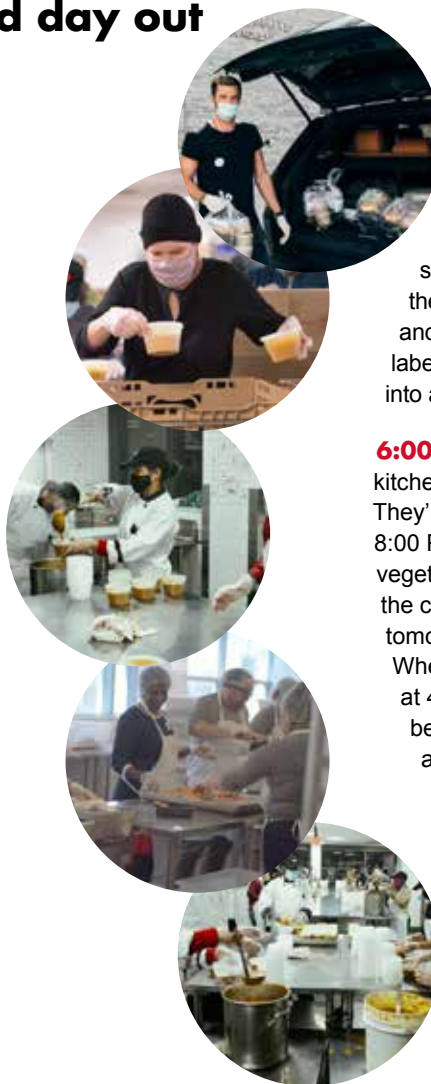 d day out
s
the
and
labe
into a
6:00
kitche
They'
8:00 P
veget
the c
tomo
Whe
at 4
be
a